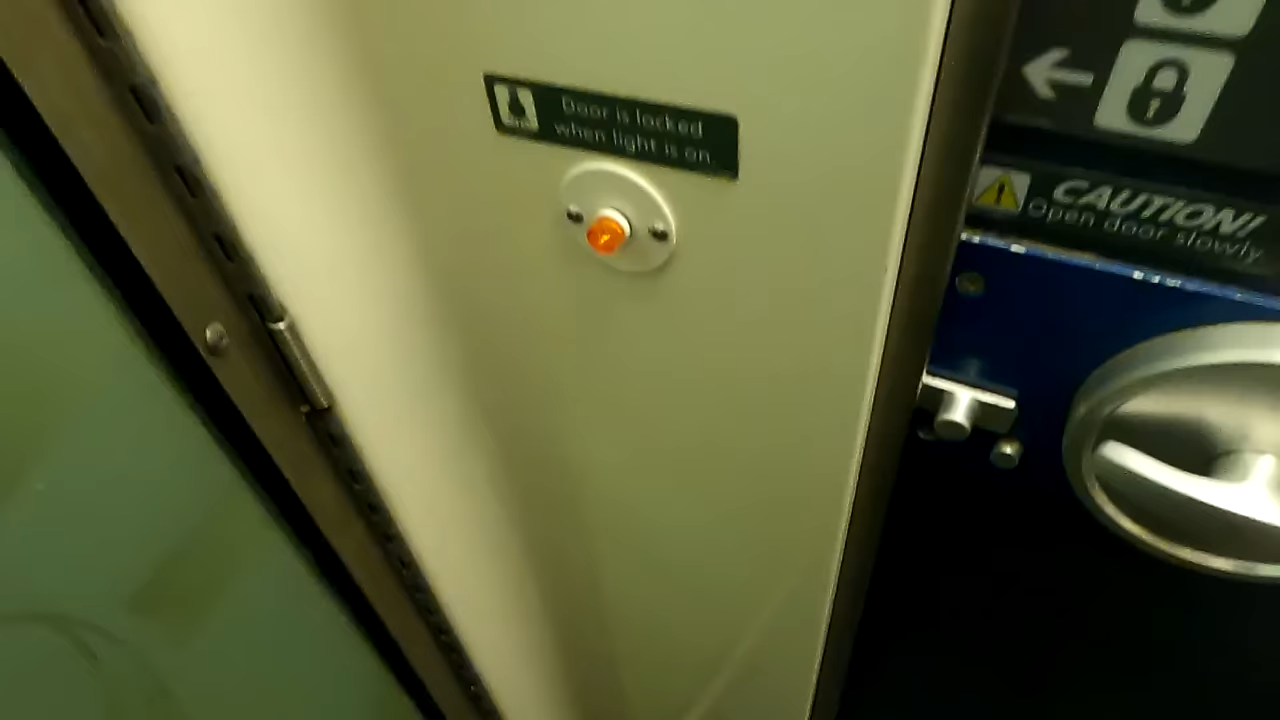 Door is locked
when light is on.
CAUTION!
Open door slowly